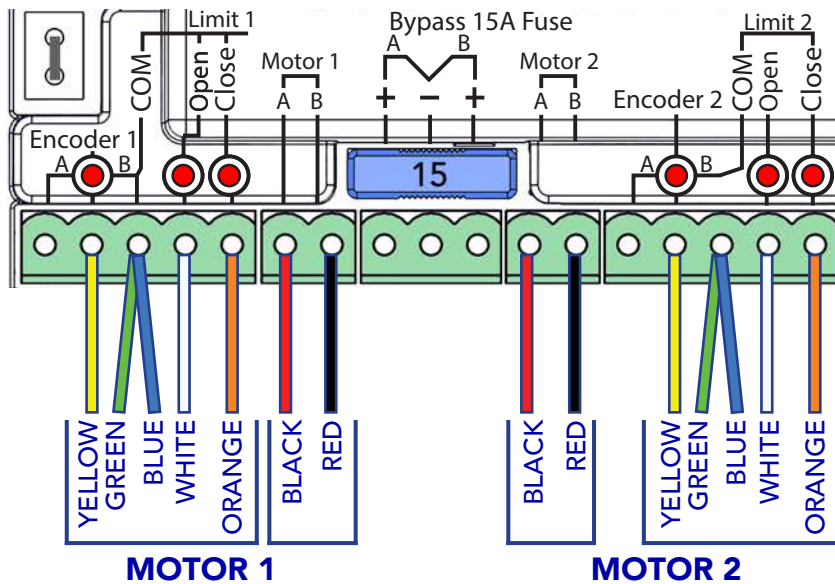 Limit 1
Bypass 15A Fuse
Limit 2
A
B
COM
Open
Close
Motor 1
Motor 2
COM
Open
Close
A B
+ − +
A B
Encoder 1
Encoder 2
A
B
A
B
15
YELLOW
GREEN
BLUE
WHITE
ORANGE
BLACK
RED
BLACK
RED
YELLOW
GREEN
BLUE
WHITE
ORANGE
MOTOR 1
MOTOR 2